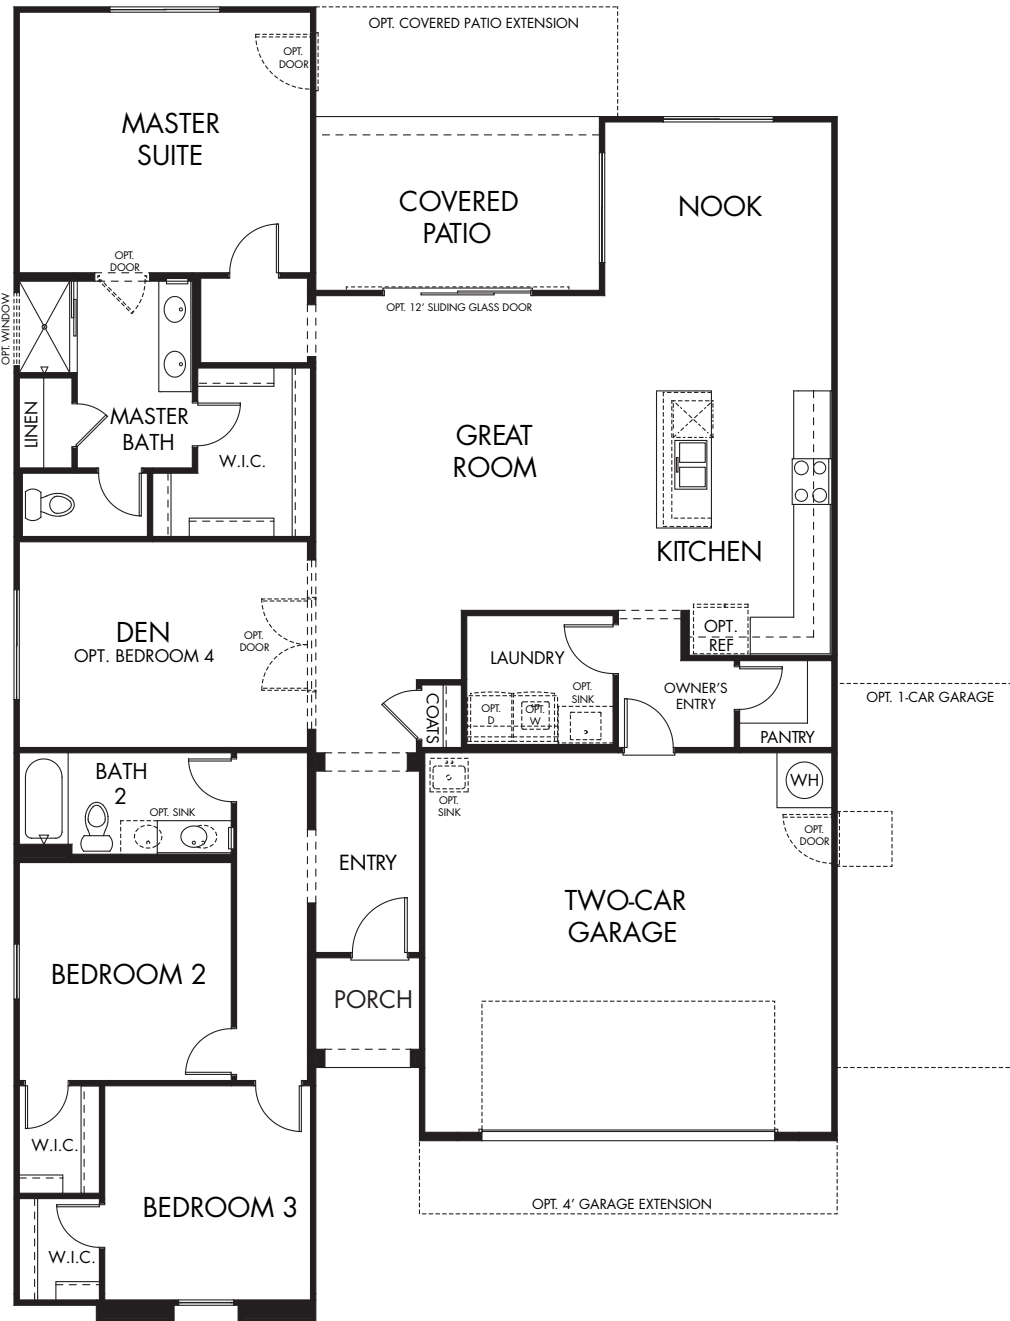 OPT. COVERED PATIO EXTENSION
OPT.
DOOR
MASTER
SUITE
COVERED
PATIO
NOOK
OPT.
DOOR
OPT. WINDOW
OPT. 12' SLIDING GLASS DOOR
LINEN
MASTER
BATH
W.I.C.
GREAT
ROOM
KITCHEN
DEN
OPT. BEDROOM 4
OPT.
DOOR
OPT.
REF
LAUNDRY
OPT.
SINK
OPT.
D
OPT.
W
OWNER'S
ENTRY
COATS
PANTRY
OPT. 1-CAR GARAGE
BATH
2
OPT. SINK
OPT.
SINK
WH
OPT.
DOOR
ENTRY
TWO-CAR
GARAGE
BEDROOM 2
PORCH
W.I.C.
BEDROOM 3
OPT. 4' GARAGE EXTENSION
W.I.C.